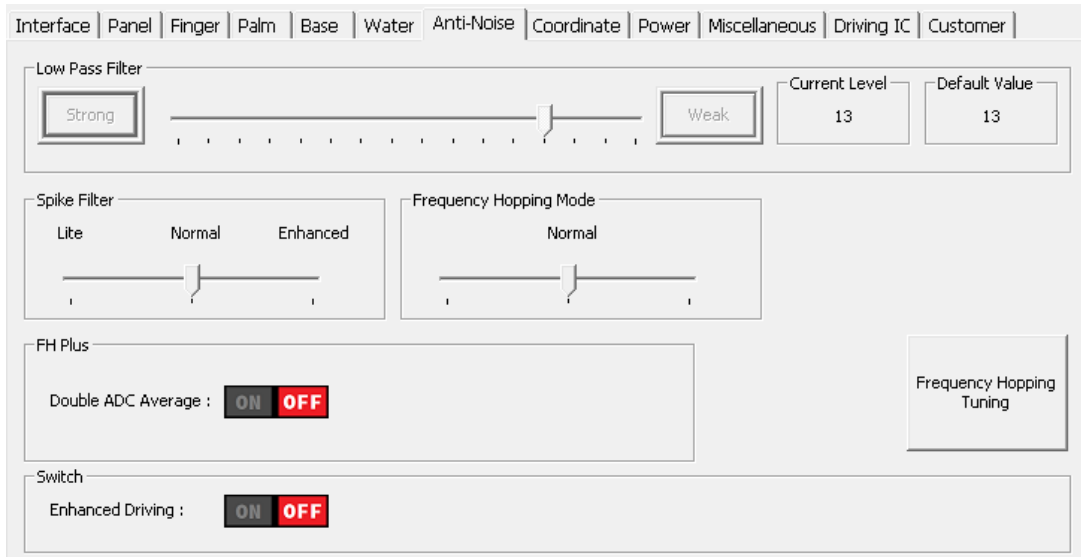 Interface Panel Finger Palm Base Water Anti-Noise Coordinate Power Miscellaneous Driving IC Customer
Low Pass Filter
Strong
Weak
Current Level
13
Default Value
13
Spike Filter
Lite Normal Enhanced
Frequency Hopping Mode
Normal
FH Plus
Double ADC Average : ON OFF
Frequency Hopping
Tuning
Switch
Enhanced Driving : ON OFF